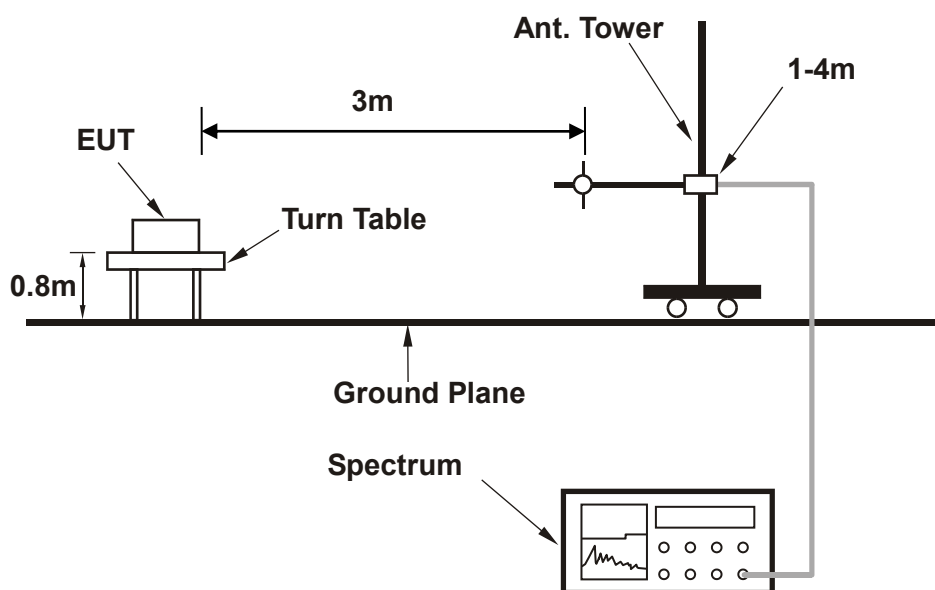 Ant. Tower
1-4m
3m
EUT
Turn Table
0.8m
Ground Plane
Spectrum